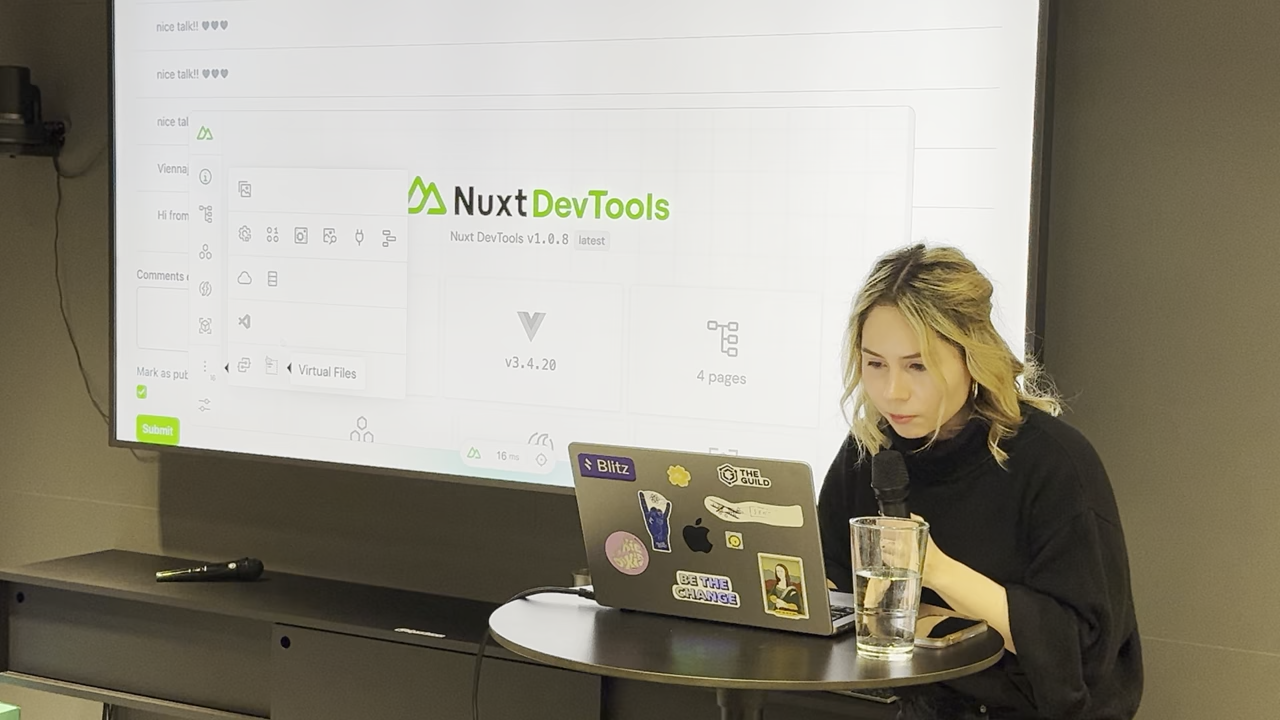 nice talk!! ♥♥♥
nice talk!! ♥♥♥
nice tal
Vienna
Hi from
Comments
Mark as pub
Submit
Nuxt DevTools
Nuxt DevTools v1.0.8 latest
v3.4.20
4 pages
Virtual Files
16 ms
Blitz
THE GUILD
BE THE
CHANGE